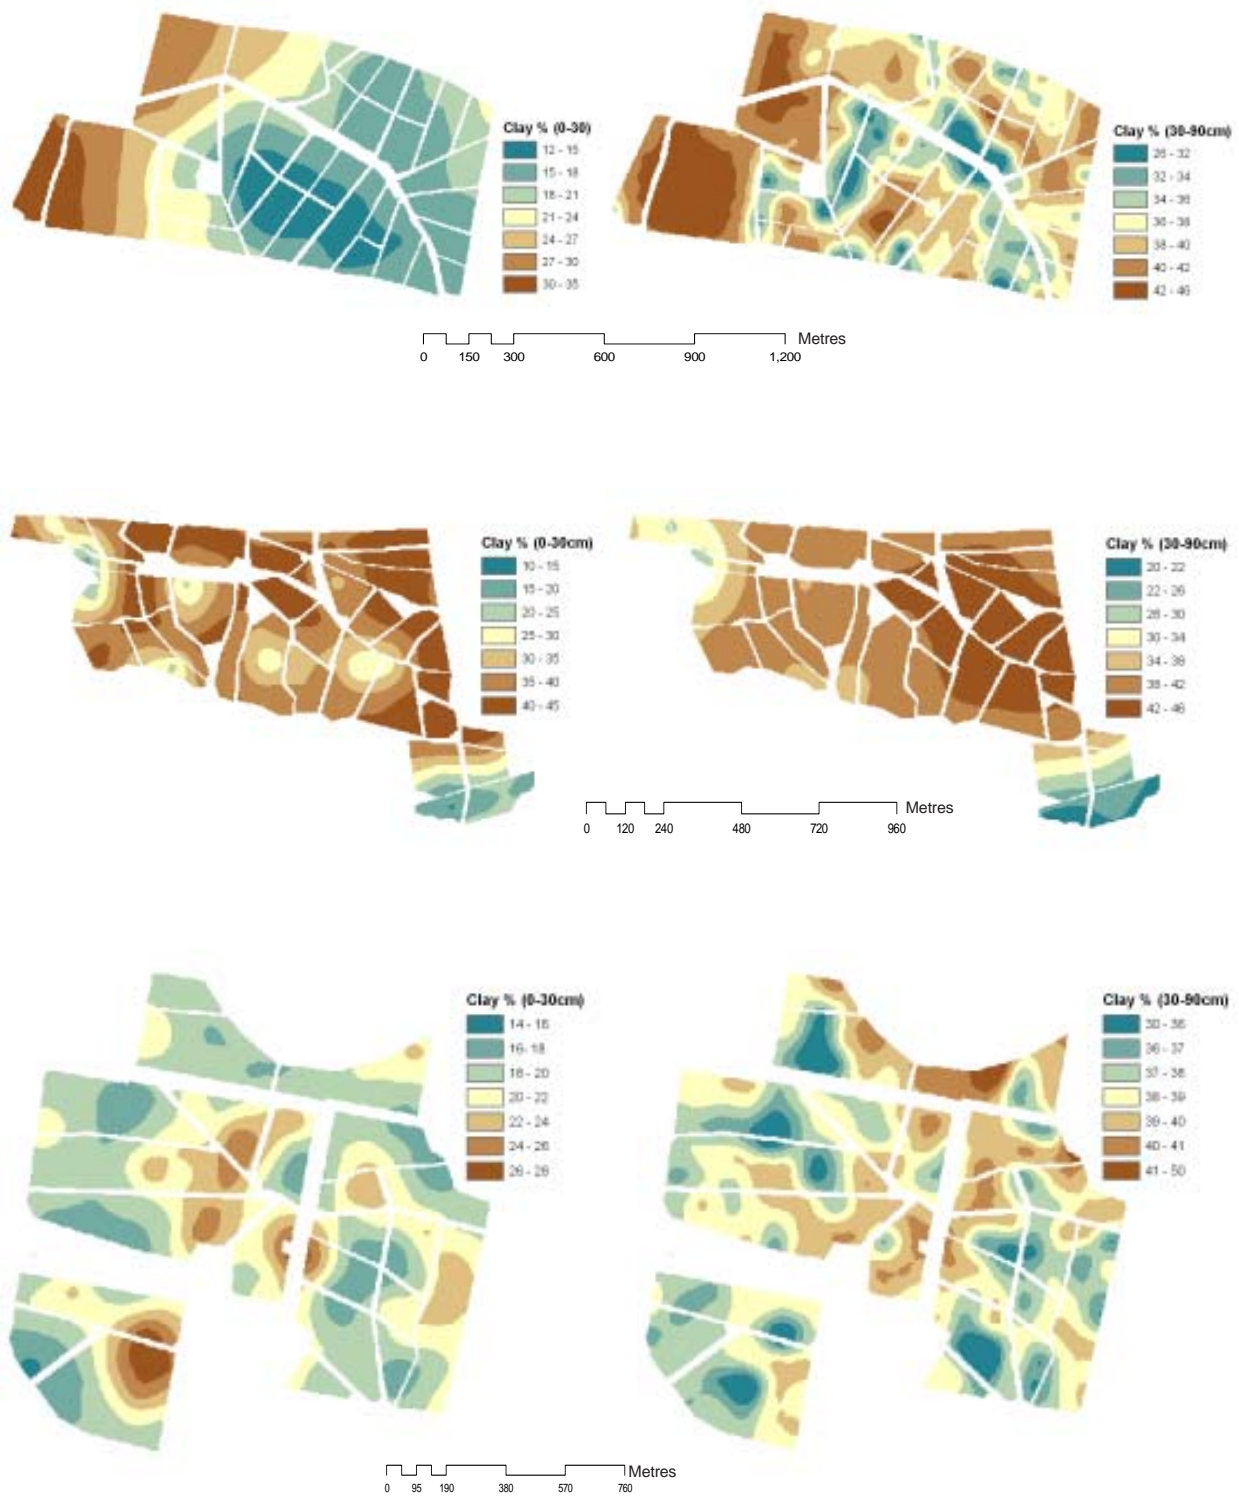 Clay % (0-30)
12 - 15
15 - 18
18 - 21
21 - 24
24 - 27
27 - 30
30 - 35
Clay % (30-90cm)
26 - 32
32 - 34
34 - 36
36 - 38
38 - 40
40 - 42
42 - 46
Metres
0 150 300 600 900 1,200
Clay % (0-30cm)
10 - 15
15 - 20
20 - 25
25 - 30
30 - 35
35 - 40
40 - 45
Clay % (30-90cm)
20 - 22
22 - 26
26 - 30
30 - 34
34 - 38
38 - 42
42 - 46
Metres
0 120 240 480 720 960
Clay % (0-30cm)
14 - 16
16 - 18
18 - 20
20 - 22
22 - 24
24 - 26
26 - 28
Clay % (30-90cm)
30 - 36
36 - 37
37 - 38
38 - 39
39 - 40
40 - 41
41 - 50
Metres
0 95 190 380 570 760